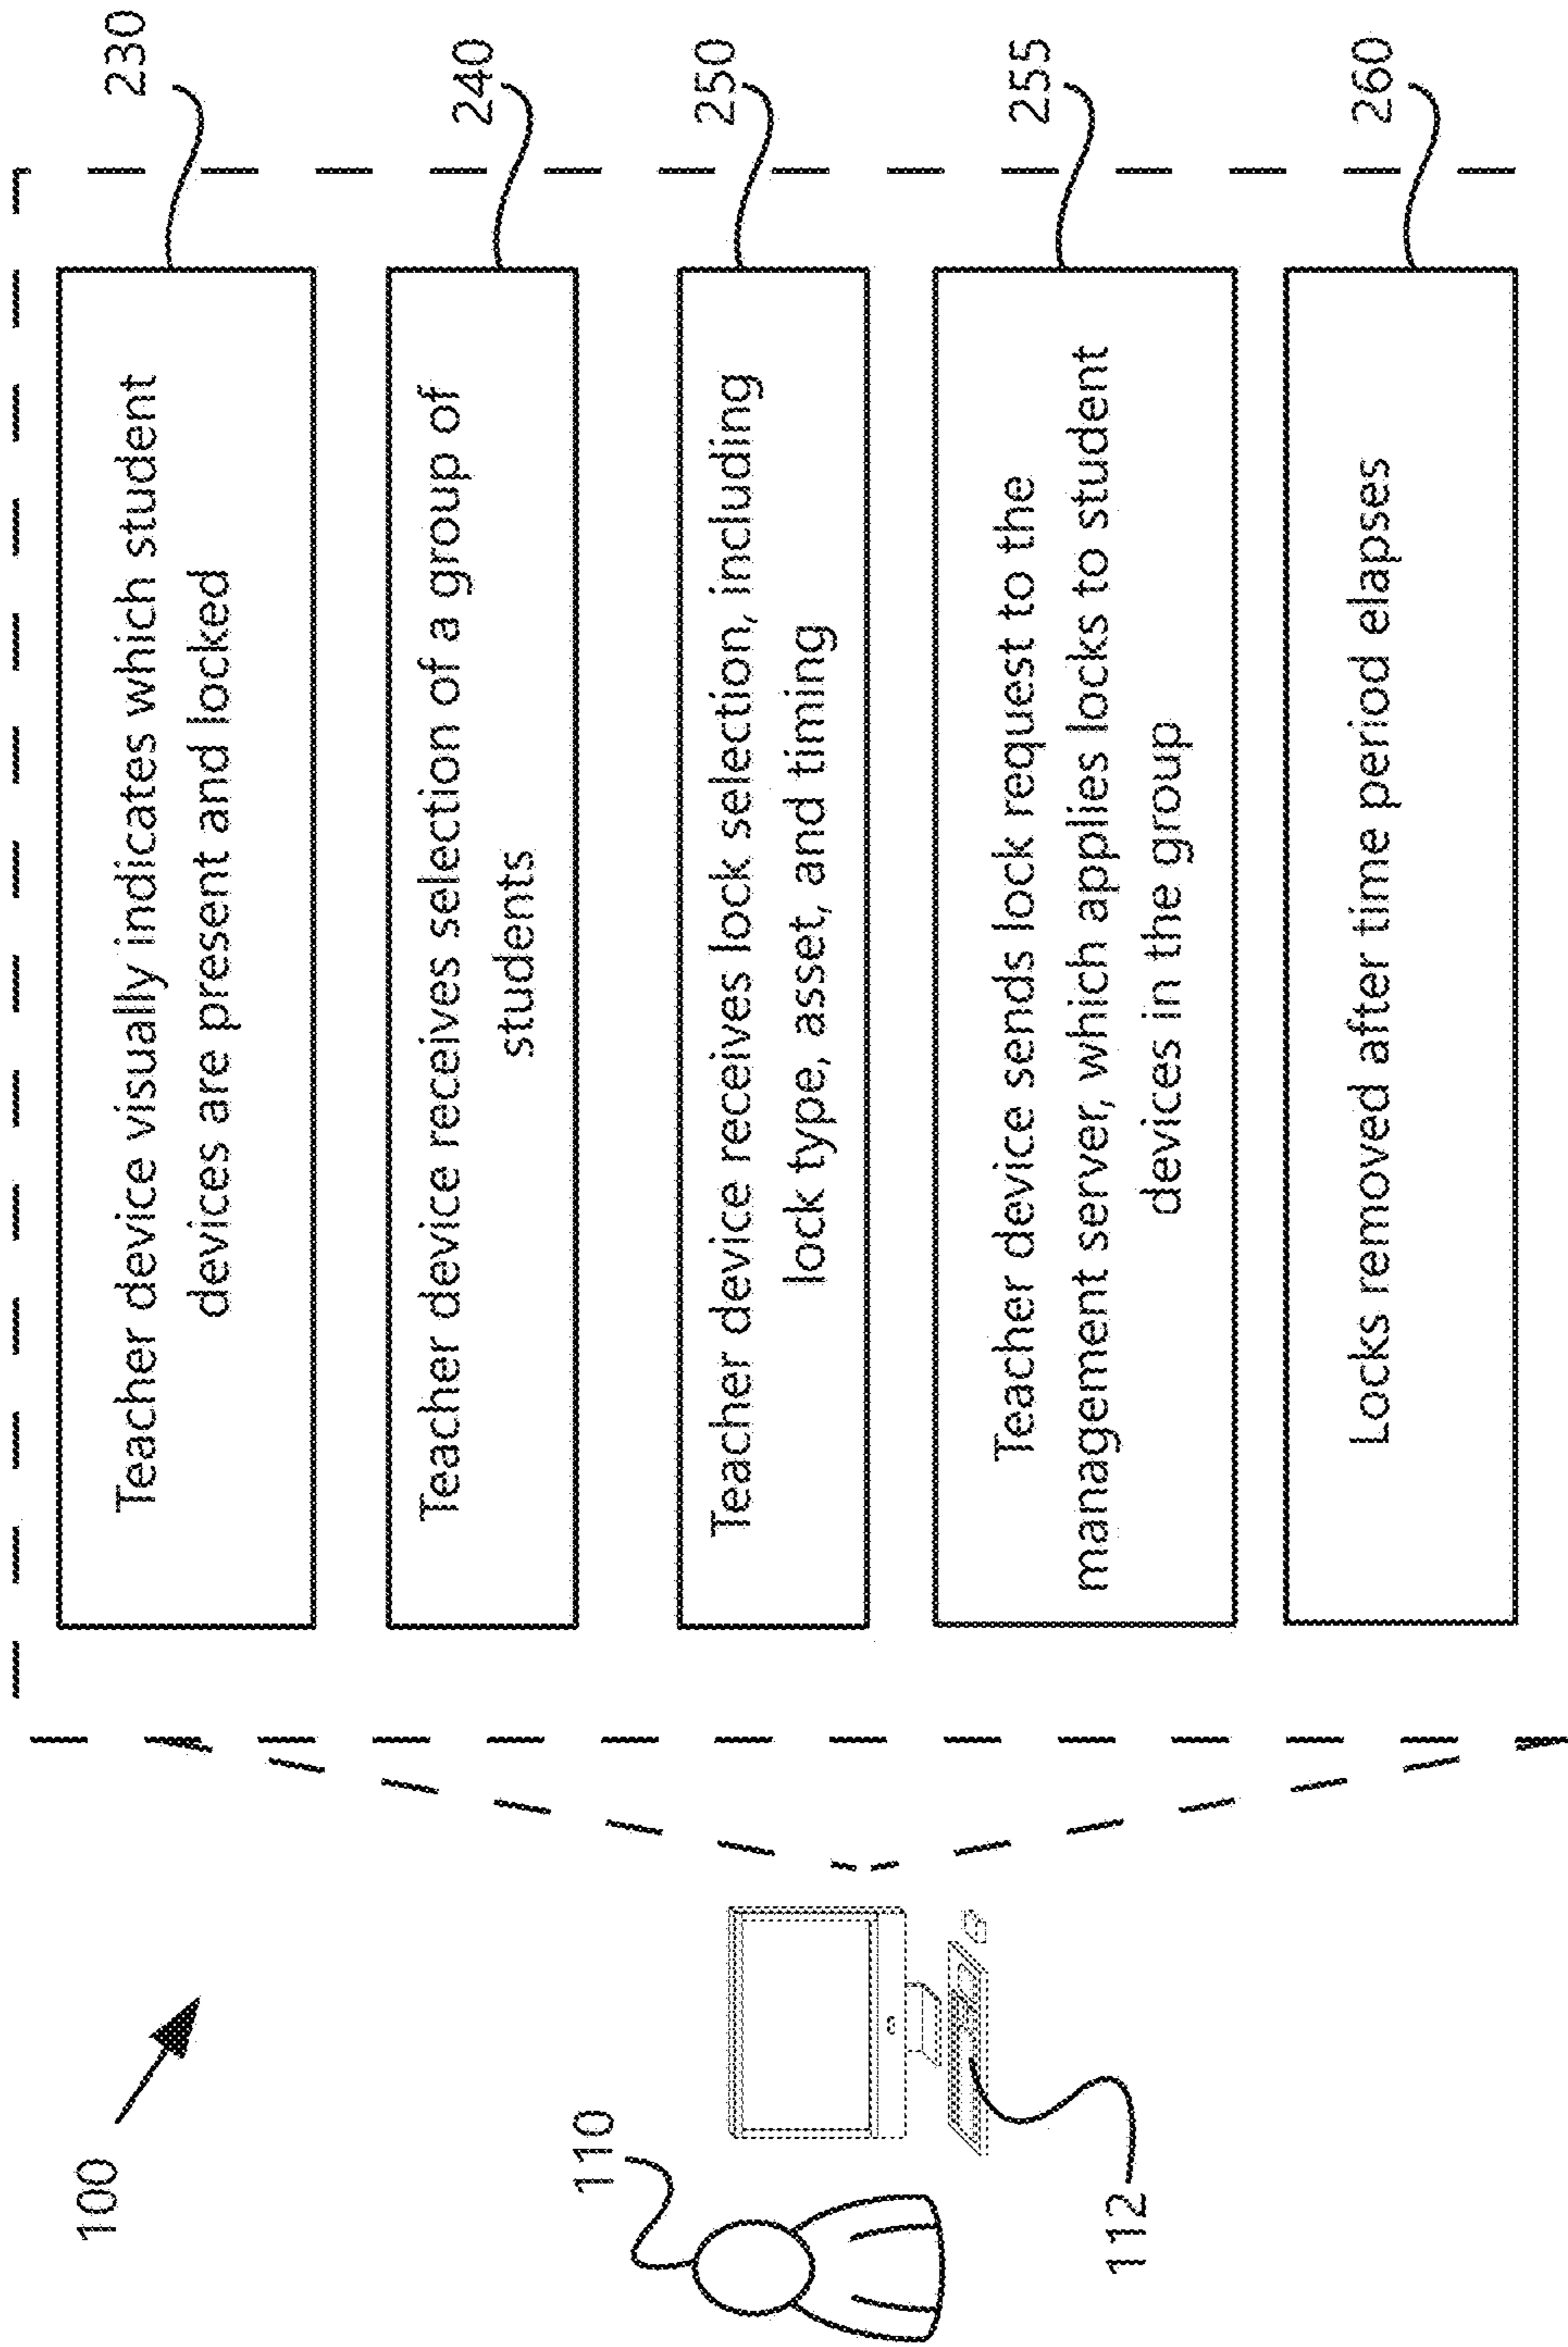 100
110
112
Teacher device visually indicates which student
devices are present and locked
230
Teacher device receives selection of a group of
students
240
Teacher device receives lock selection, including
lock type, asset, and timing
250
Teacher device sends lock request to the
management server, which applies locks to student
devices in the group
255
Locks removed after time period elapses
260